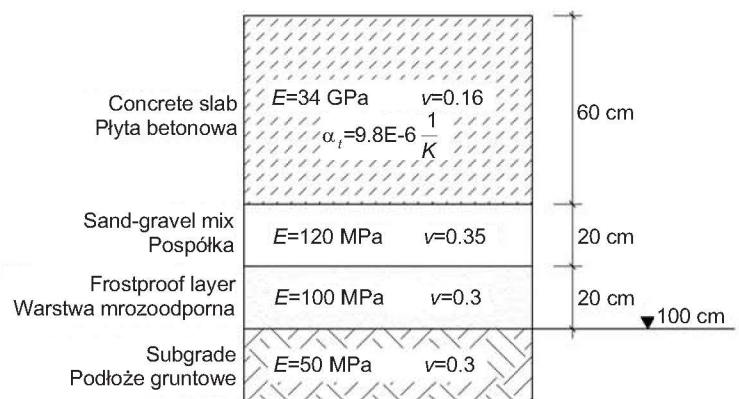 Concrete slab
Płyta betonowa
E=34 GPa v=0.16
α_t=9.8E-6 1/K
60 cm
Sand-gravel mix
Pospółka
E=120 MPa v=0.35
20 cm
Frostproof layer
Warstwa mrozoodporna
E=100 MPa v=0.3
20 cm
100 cm
Subgrade
Podłoże gruntowe
E=50 MPa v=0.3